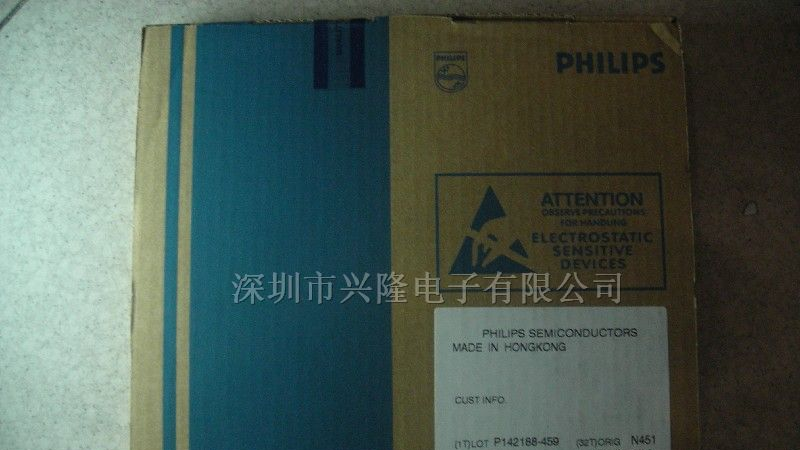 PHILIPS
PHILIPS
ATTENTION
OBSERVE PRECAUTIONS
FOR HANDLING
ELECTROSTATIC
SENSITIVE
DEVICES
深圳市兴隆电子有限公司
PHILIPS SEMICONDUCTORS
MADE IN HONGKONG
CUST INFO.
(1T)LOT P142188-459 (32T)ORIG N451